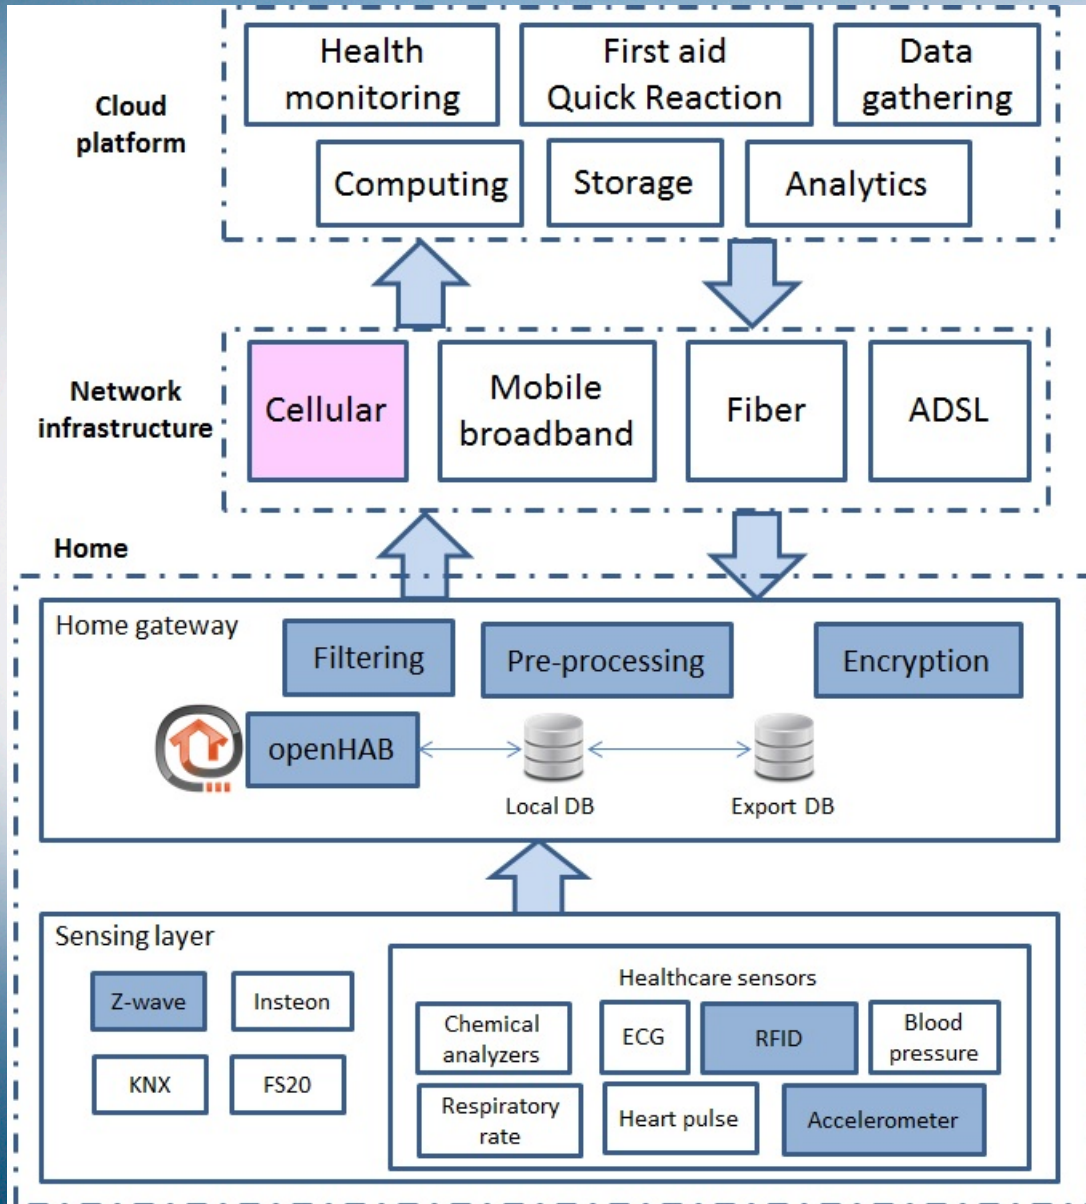 Cloud
platform
Health
monitoring
First aid
Quick Reaction
Data
gathering
Computing
Storage
Analytics
Network
infrastructure
Cellular
Mobile
broadband
Fiber
ADSL
Home
Home gateway
Filtering
Pre-processing
Encryption
openHAB
Local DB
Export DB
Sensing layer
Z-wave
Insteon
KNX
FS20
Healthcare sensors
Chemical
analyzers
ECG
RFID
Blood
pressure
Respiratory
rate
Heart pulse
Accelerometer